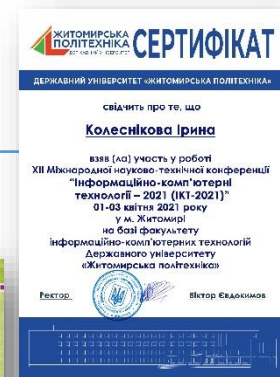 ЖИТОМИРСЬКА
ПОЛІТЕХНІКА
ДЕРЖАВНИЙ УНІВЕРСИТЕТ
СЕРТИФІКАТ
ДЕРЖАВНИЙ УНІВЕРСИТЕТ «ЖИТОМИРСЬКА ПОЛІТЕХНІКА»
свідчить про те, що
Колеснікова Ірина
взяв (ла) участь у роботі
XII Міжнародної науково-технічної конференції
"Інформаційно-комп'ютерні
технології – 2021 (ІКТ-2021)"
01-03 квітня 2021 року
у м. Житомирі
на базі факультету
інформаційно-комп'ютерних технологій
Державного університету
«Житомирська політехніка»
Ректор
Віктор Євдокимов